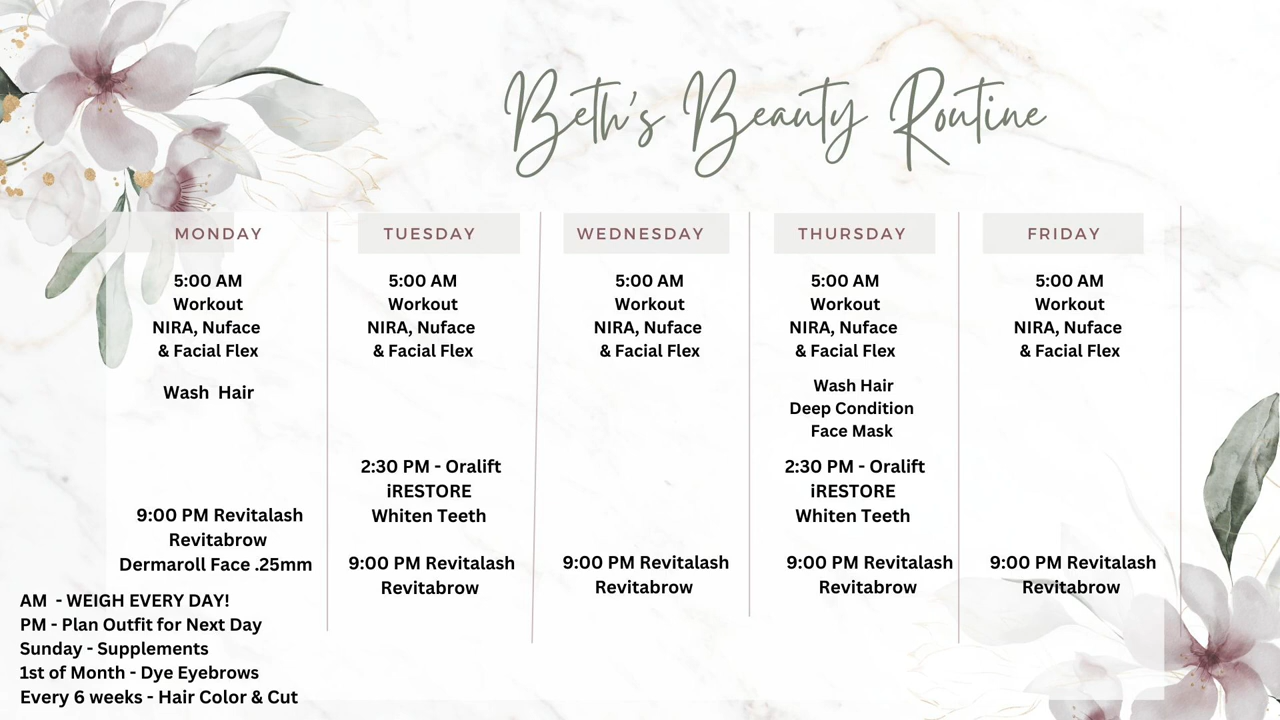 Beth's Beauty Routine
MONDAY
5:00 AM
Workout
NIRA, Nuface
& Facial Flex
Wash  Hair
9:00 PM Revitalash
Revitabrow
Dermaroll Face .25mm
TUESDAY
5:00 AM
Workout
NIRA, Nuface
& Facial Flex
2:30 PM - Oralift
iRESTORE
Whiten Teeth
9:00 PM Revitalash
Revitabrow
WEDNESDAY
5:00 AM
Workout
NIRA, Nuface
& Facial Flex
9:00 PM Revitalash
Revitabrow
THURSDAY
5:00 AM
Workout
NIRA, Nuface
& Facial Flex
Wash Hair
Deep Condition
Face Mask
2:30 PM - Oralift
iRESTORE
Whiten Teeth
9:00 PM Revitalash
Revitabrow
FRIDAY
5:00 AM
Workout
NIRA, Nuface
& Facial Flex
9:00 PM Revitalash
Revitabrow
AM  - WEIGH EVERY DAY!
PM - Plan Outfit for Next Day
Sunday - Supplements
1st of Month - Dye Eyebrows
Every 6 weeks - Hair Color & Cut